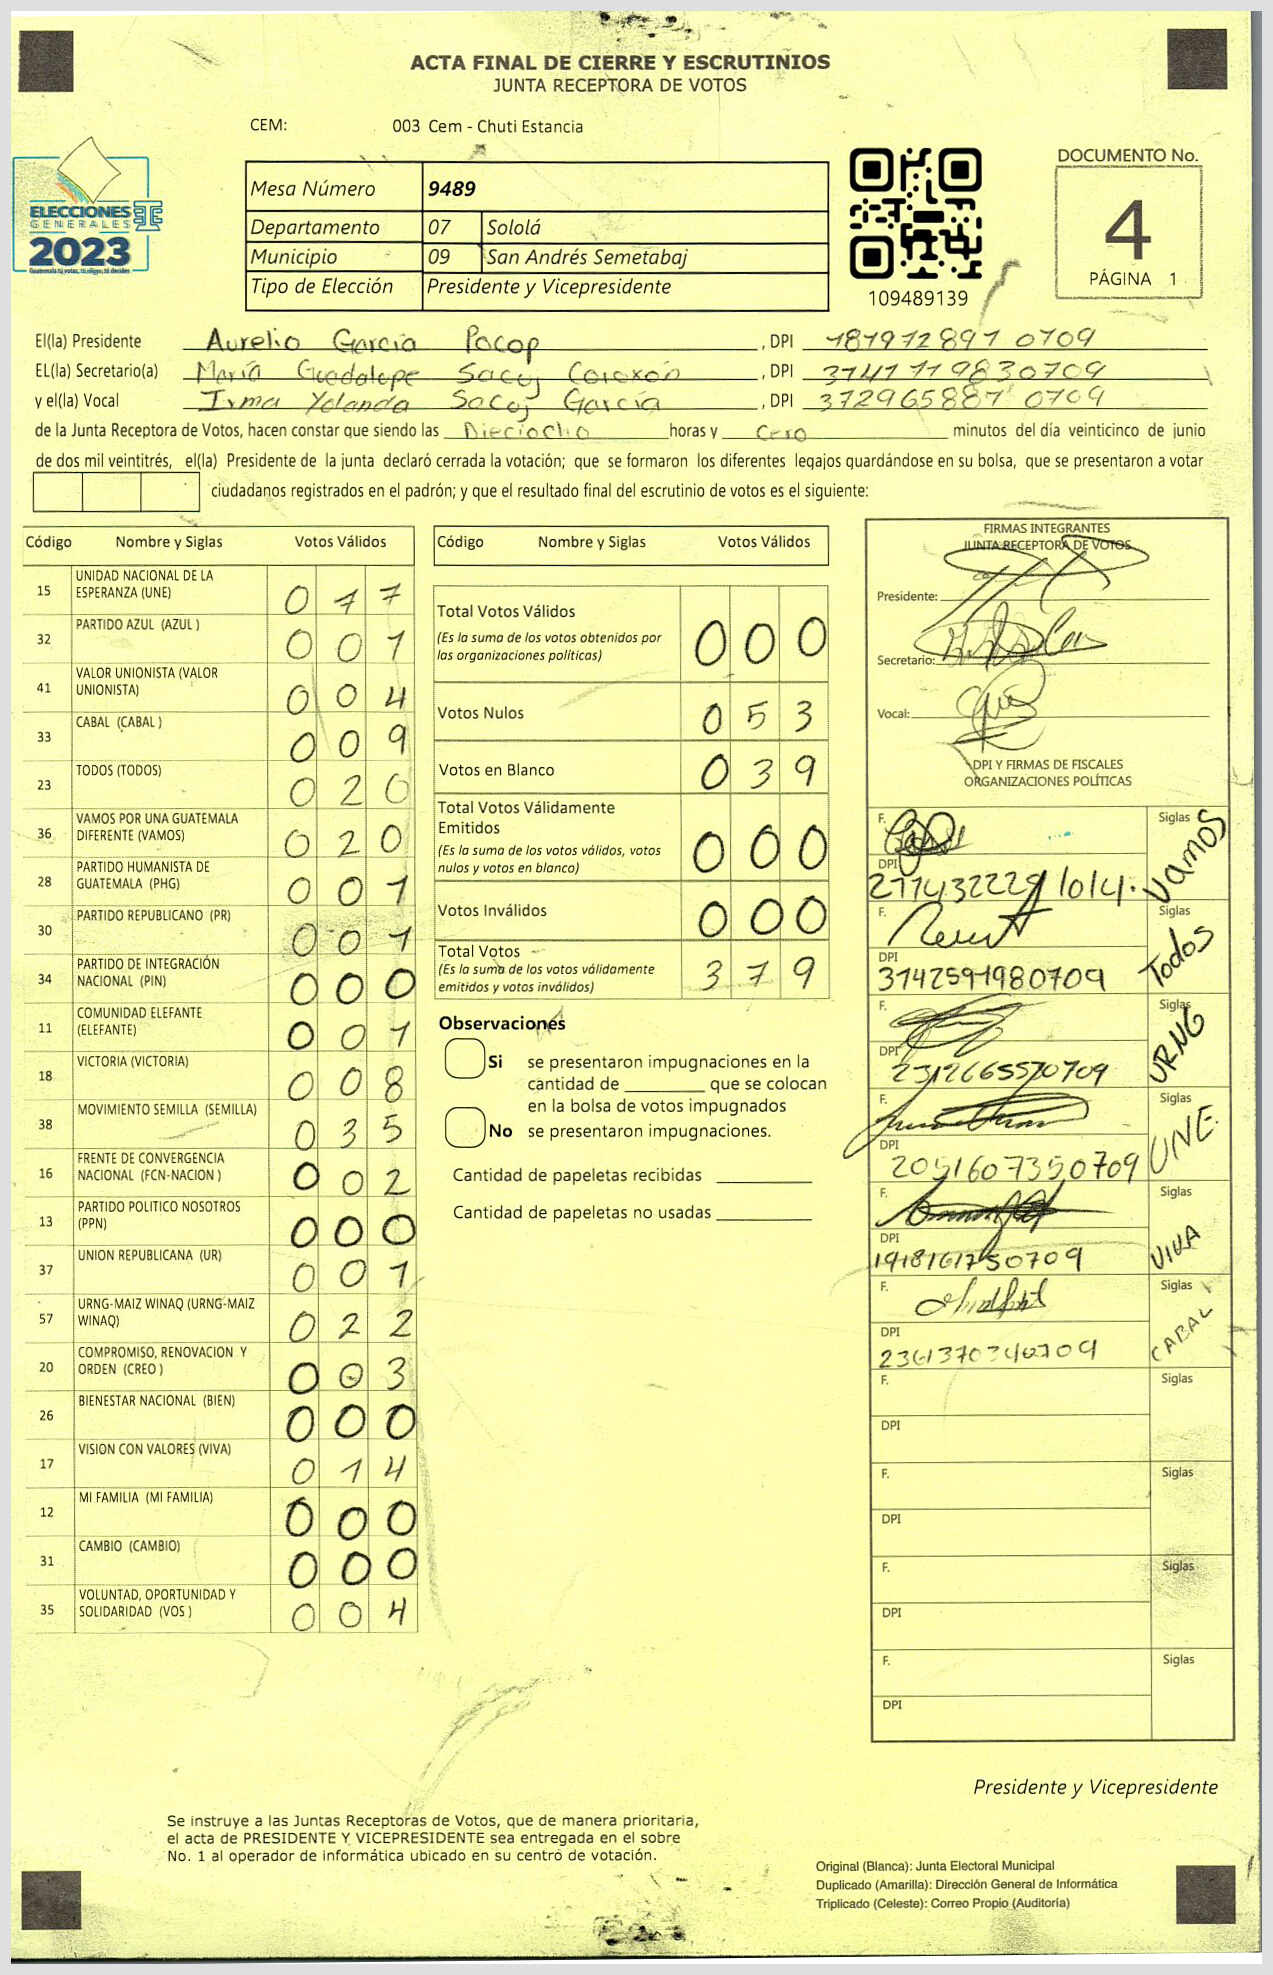 ACTA FINAL DE CIERRE Y ESCRUTINIOS
JUNTA RECEPTORA DE VOTOS
CEM: 003 Cem - Chuti Estancia
ELECCIONES
GENERALES
2023
Guatemala tú votas, tú eliges, tú decides
Mesa Número 9489
Departamento 07 Sololá
Municipio 09 San Andrés Semetabaj
Tipo de Elección Presidente y Vicepresidente
109489139
DOCUMENTO No.
4
PÁGINA 1
El(la) Presidente Aurelio García Pocop, DPI 181972897 0709
EL(la) Secretario(a) María Guadalupe Sacuj Coroxón, DPI 3141119830709
y el(la) Vocal Irma Yolanda Sacuj García, DPI 372965887 0709
de la Junta Receptora de Votos, hacen constar que siendo las Dieciocho horas y cero minutos del día veinticinco de junio
de dos mil veintitrés, el(la) Presidente de la junta declaró cerrada la votación; que se formaron los diferentes legajos guardándose en su bolsa, que se presentaron a votar
ciudadanos registrados en el padrón; y que el resultado final del escrutinio de votos es el siguiente:
Código Nombre y Siglas Votos Válidos
15 UNIDAD NACIONAL DE LA ESPERANZA (UNE) 0 7 7
32 PARTIDO AZUL (AZUL ) 0 0 1
41 VALOR UNIONISTA (VALOR UNIONISTA) 0 0 4
33 CABAL (CABAL ) 0 0 9
23 TODOS (TODOS) 0 2 0
36 VAMOS POR UNA GUATEMALA DIFERENTE (VAMOS) 0 2 0
28 PARTIDO HUMANISTA DE GUATEMALA (PHG) 0 0 1
30 PARTIDO REPUBLICANO (PR) 0 0 1
34 PARTIDO DE INTEGRACIÓN NACIONAL (PIN) 0 0 0
11 COMUNIDAD ELEFANTE (ELEFANTE) 0 0 1
18 VICTORIA (VICTORIA) 0 0 8
38 MOVIMIENTO SEMILLA (SEMILLA) 0 3 5
16 FRENTE DE CONVERGENCIA NACIONAL (FCN-NACION ) 0 0 2
13 PARTIDO POLITICO NOSOTROS (PPN) 0 0 0
37 UNION REPUBLICANA (UR) 0 0 1
57 URNG-MAIZ WINAQ (URNG-MAIZ WINAQ) 0 2 2
20 COMPROMISO, RENOVACION Y ORDEN (CREO ) 0 0 3
26 BIENESTAR NACIONAL (BIEN) 0 0 0
17 VISION CON VALORES (VIVA) 0 1 4
12 MI FAMILIA (MI FAMILIA) 0 0 0
31 CAMBIO (CAMBIO) 0 0 0
35 VOLUNTAD, OPORTUNIDAD Y SOLIDARIDAD (VOS ) 0 0 4
Código Nombre y Siglas Votos Válidos
Total Votos Válidos 0 0 0
(Es la suma de los votos obtenidos por
las organizaciones políticas)
Votos Nulos 0 5 3
Votos en Blanco 0 3 9
Total Votos Válidamente
Emitidos 0 0 0
(Es la suma de los votos válidos, votos
nulos y votos en blanco)
Votos Inválidos 0 0 0
Total Votos 3 7 9
(Es la suma de los votos válidamente
emitidos y votos inválidos)
Observaciones
Si se presentaron impugnaciones en la
cantidad de ________ que se colocan
en la bolsa de votos impugnados
No se presentaron impugnaciones.
Cantidad de papeletas recibidas
Cantidad de papeletas no usadas
FIRMAS INTEGRANTES
JUNTA RECEPTORA DE VOTOS
Presidente:
Secretario:
Vocal:
DPI Y FIRMAS DE FISCALES
ORGANIZACIONES POLÍTICAS
F. Siglas Vamos
DPI
F. Siglas Todos
DPI 3142591980709
F. Siglas URNG
DPI 2312665570709
F. Siglas UNE
DPI 2051607350709
F. Siglas VIVA
DPI
F. Siglas CABAL
DPI
F. Siglas
DPI
F. Siglas
DPI
F. Siglas
DPI
F. Siglas
DPI
Presidente y Vicepresidente
Se instruye a las Juntas Receptoras de Votos, que de manera prioritaria,
el acta de PRESIDENTE Y VICEPRESIDENTE sea entregada en el sobre
No. 1 al operador de informática ubicado en su centro de votación.
Original (Blanca): Junta Electoral Municipal
Duplicado (Amarilla): Dirección General de Informática
Triplicado (Celeste): Correo Propio (Auditoría)